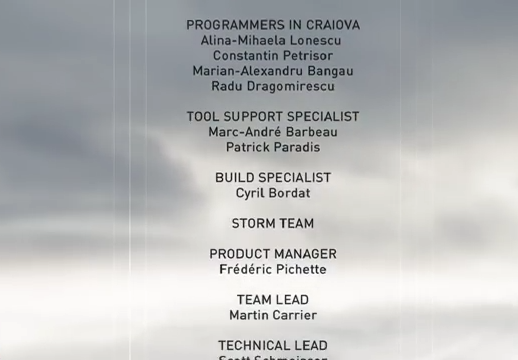 PROGRAMMERS IN CRAIOVA
Alina-Mihaela Lonescu
Constantin Petrisor
Marian-Alexandru Bangau
Radu Dragomirescu
TOOL SUPPORT SPECIALIST
Marc-André Barbeau
Patrick Paradis
BUILD SPECIALIST
Cyril Bordat
STORM TEAM
PRODUCT MANAGER
Frédéric Pichette
TEAM LEAD
Martin Carrier
TECHNICAL LEAD